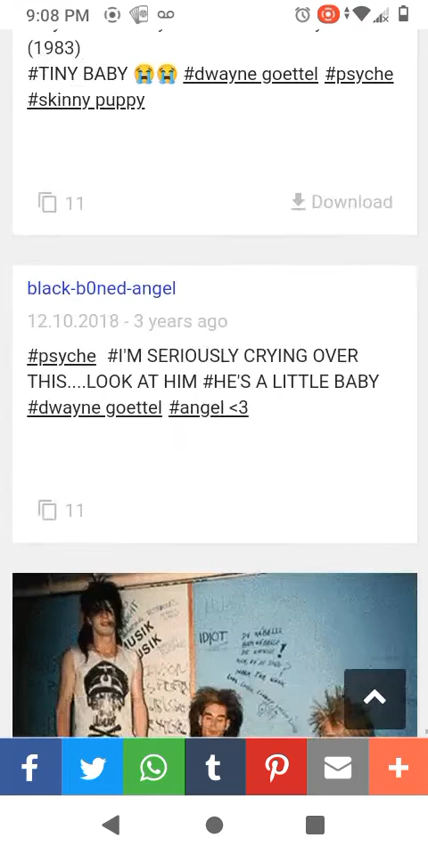 9:08 PM
(1983)
#TINY BABY 😭😭 #dwayne goettel #psyche
#skinny puppy
11
Download
black-b0ned-angel
12.10.2018 - 3 years ago
#psyche #I'M SERIOUSLY CRYING OVER
THIS....LOOK AT HIM #HE'S A LITTLE BABY
#dwayne goettel #angel <3
11
MUSIK
IDIOT